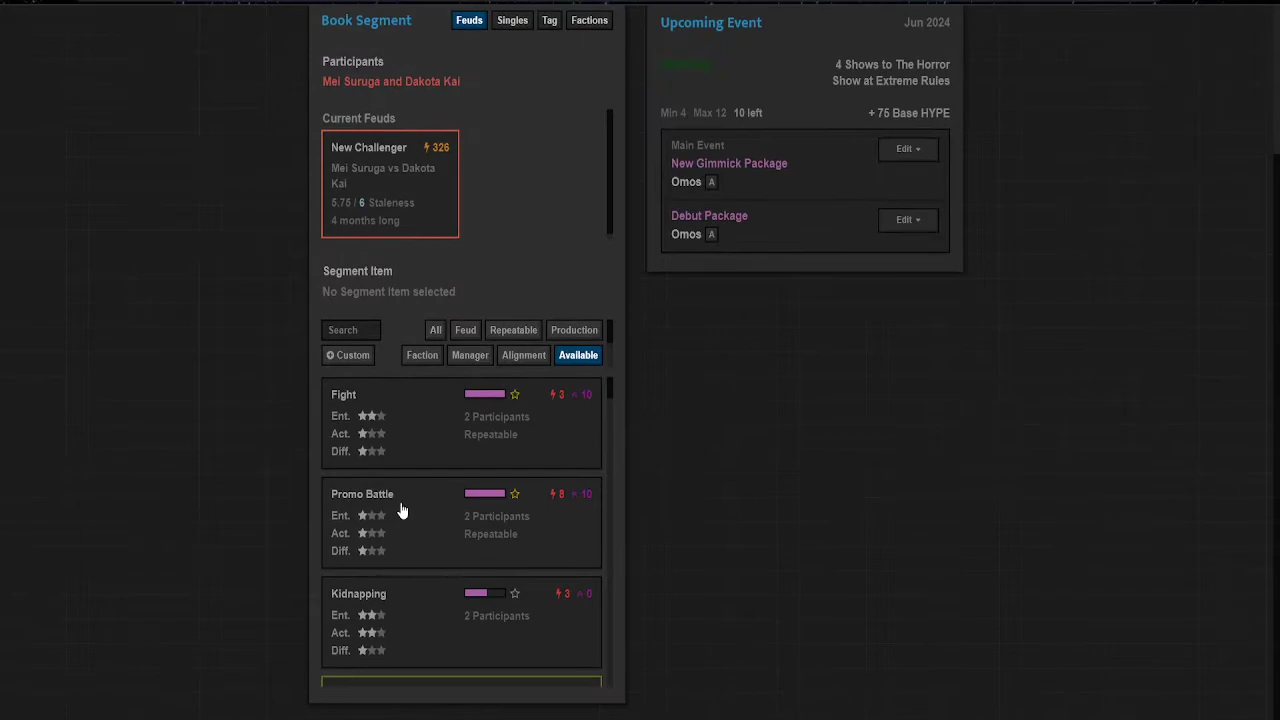 Book Segment
Feuds
Singles
Tag
Factions
Participants
Mei Suruga and Dakota Kai
Current Feuds
New Challenger 326
Mei Suruga vs Dakota
Kai
5.75 / 6 Staleness
4 months long
Segment Item
No Segment Item selected
Search
All
Feud
Repeatable
Production
Custom
Faction
Manager
Alignment
Available
Fight 3 10
Ent. 2 Participants
Act. Repeatable
Diff.
Promo Battle 8 10
Ent. 2 Participants
Act. Repeatable
Diff.
Kidnapping 3 0
Ent. 2 Participants
Act.
Diff.
Upcoming Event Jun 2024
4 Shows to The Horror
Show at Extreme Rules
Min 4 Max 12 10 left + 75 Base HYPE
Main Event
New Gimmick Package
Omos A
Edit
Debut Package
Omos A
Edit